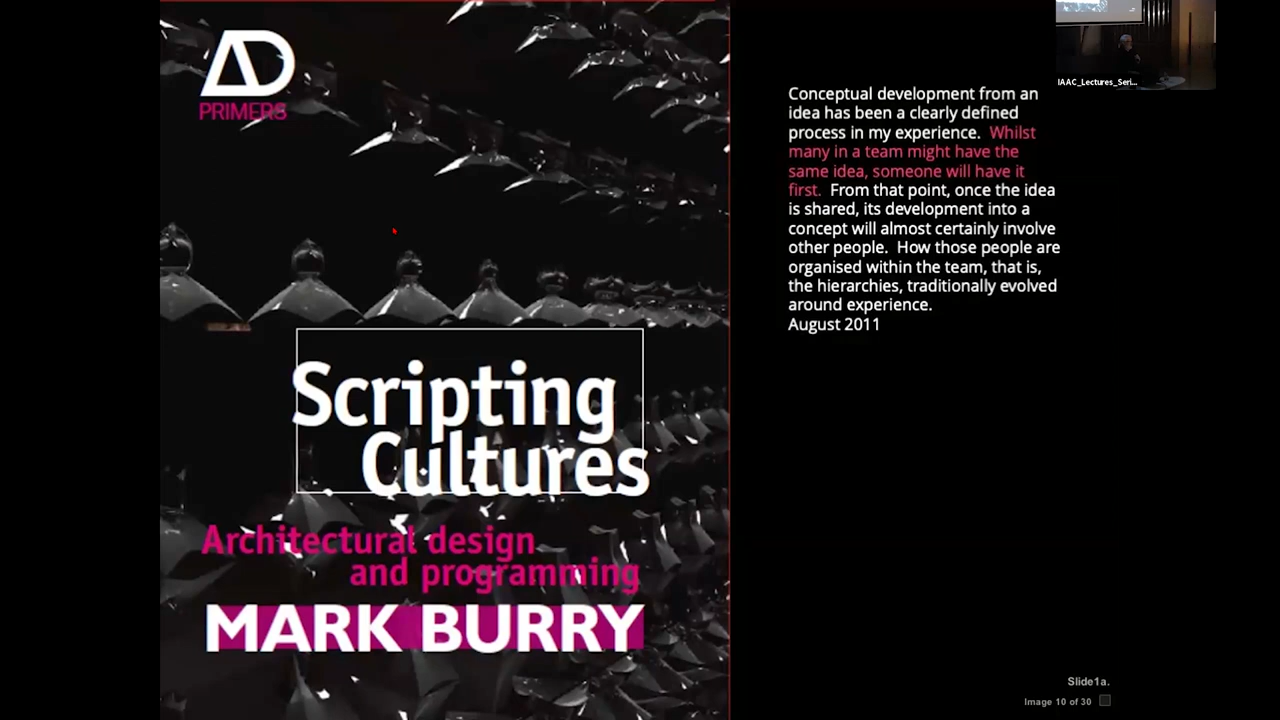 AD
PRIMERS
Scripting
Cultures
Architectural design
and programming
MARK BURRY
Conceptual development from an
idea has been a clearly defined
process in my experience. Whilst
many in a team might have the
same idea, someone will have it
first. From that point, once the idea
is shared, its development into a
concept will almost certainly involve
other people. How those people are
organised within the team, that is,
the hierarchies, traditionally evolved
around experience.
August 2011
IAAC_Lectures_Seri...
Slide1a.
Image 10 of 30